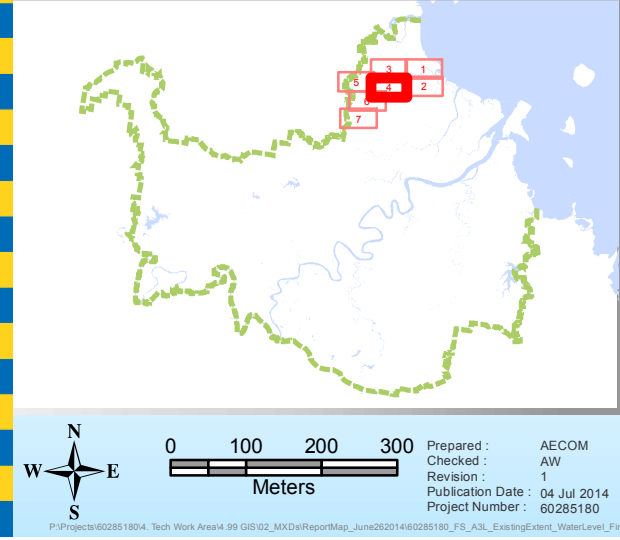 3 1
5 4 2
6
7
N
W E
S
0 100 200 300
Meters
Prepared : AECOM
Checked : AW
Revision : 1
Publication Date : 04 Jul 2014
Project Number : 60285180
P:\Projects\60285180\4. Tech Work Area\4.99 GIS\02_MXDs\ReportMap_June262014\60285180_FS_A3L_ExistingExtent_WaterLevel_Fin